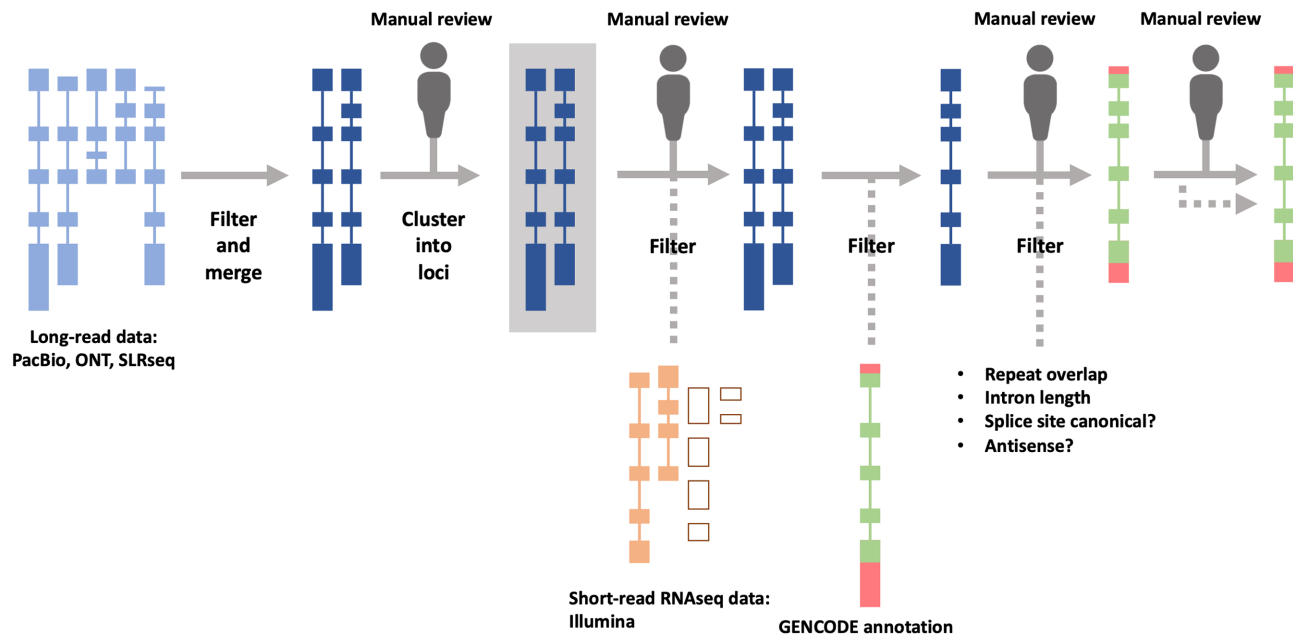 Manual review
Manual review
Manual review
Manual review
Filter
and
merge
Cluster
into
loci
Filter
Filter
Filter
Long-read data:
PacBio, ONT, SLRseq
• Repeat overlap
• Intron length
• Splice site canonical?
• Antisense?
Short-read RNAseq data:
Illumina
GENCODE annotation